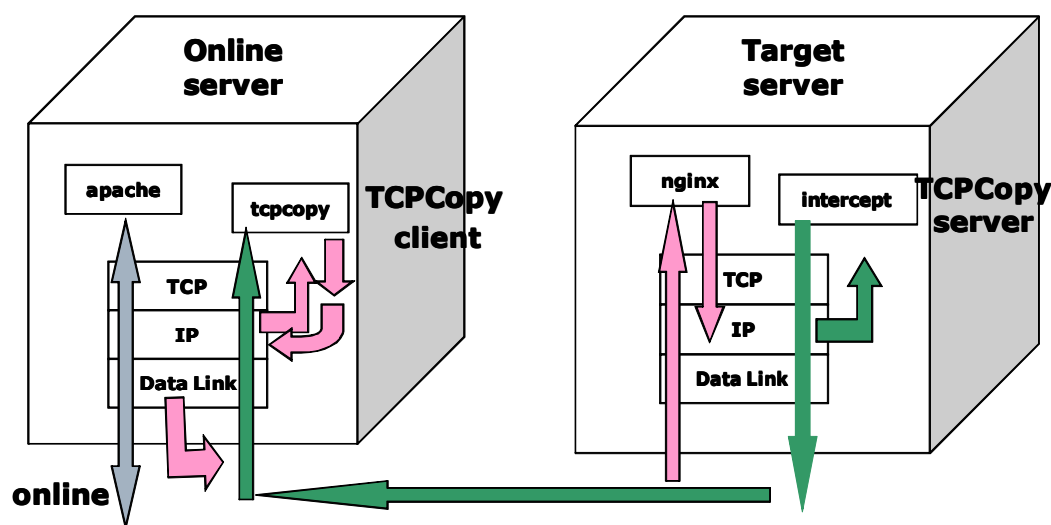 Online
server
apache
tcpcopy
TCPCopy
client
TCP
IP
Data Link
online
Target
server
nginx
intercept
TCPCopy
server
TCP
IP
Data Link